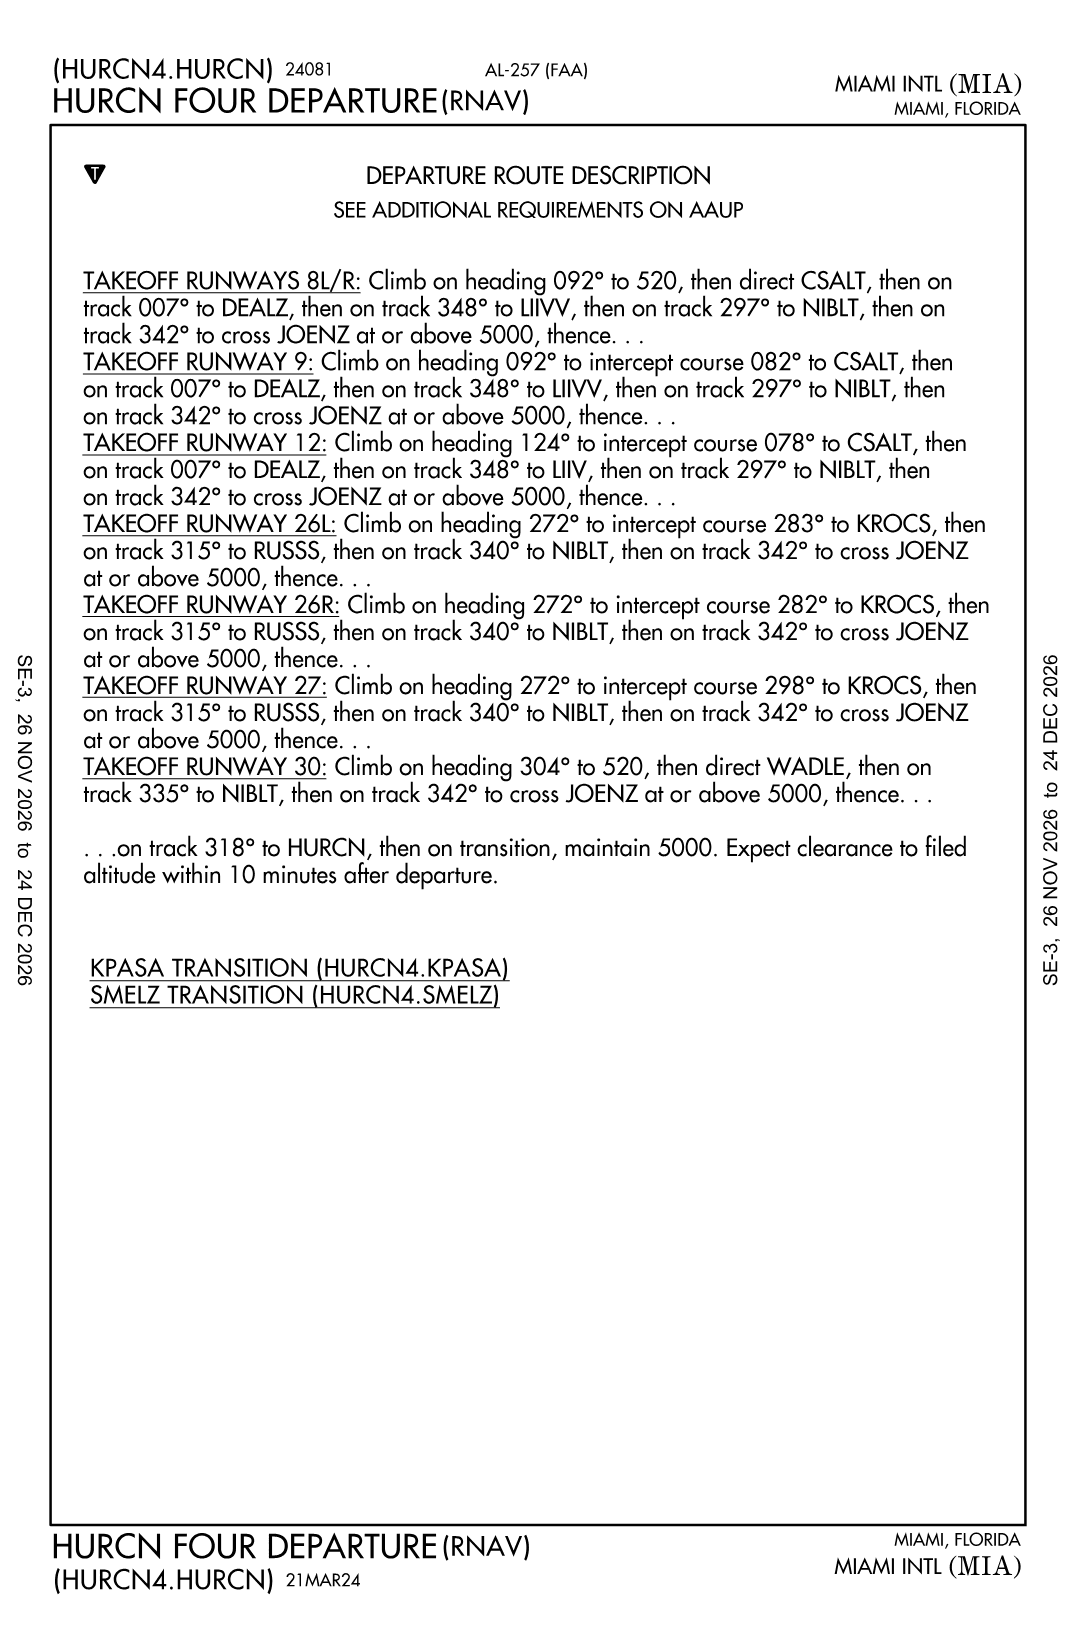 (HURCN4.HURCN) 24081
AL-257 (FAA)
HURCN FOUR DEPARTURE (RNAV)
MIAMI INTL (MIA)
MIAMI, FLORIDA
T
DEPARTURE ROUTE DESCRIPTION
SEE ADDITIONAL REQUIREMENTS ON AAUP
TAKEOFF RUNWAYS 8L/R: Climb on heading 092° to 520, then direct CSALT, then on
track 007° to DEALZ, then on track 348° to LIIVV, then on track 297° to NIBLT, then on
track 342° to cross JOENZ at or above 5000, thence. . .
TAKEOFF RUNWAY 9: Climb on heading 092° to intercept course 082° to CSALT, then
on track 007° to DEALZ, then on track 348° to LIIVV, then on track 297° to NIBLT, then
on track 342° to cross JOENZ at or above 5000, thence. . .
TAKEOFF RUNWAY 12: Climb on heading 124° to intercept course 078° to CSALT, then
on track 007° to DEALZ, then on track 348° to LIIV, then on track 297° to NIBLT, then
on track 342° to cross JOENZ at or above 5000, thence. . .
TAKEOFF RUNWAY 26L: Climb on heading 272° to intercept course 283° to KROCS, then
on track 315° to RUSSS, then on track 340° to NIBLT, then on track 342° to cross JOENZ
at or above 5000, thence. . .
TAKEOFF RUNWAY 26R: Climb on heading 272° to intercept course 282° to KROCS, then
on track 315° to RUSSS, then on track 340° to NIBLT, then on track 342° to cross JOENZ
at or above 5000, thence. . .
TAKEOFF RUNWAY 27: Climb on heading 272° to intercept course 298° to KROCS, then
on track 315° to RUSSS, then on track 340° to NIBLT, then on track 342° to cross JOENZ
at or above 5000, thence. . .
TAKEOFF RUNWAY 30: Climb on heading 304° to 520, then direct WADLE, then on
track 335° to NIBLT, then on track 342° to cross JOENZ at or above 5000, thence. . .
. . .on track 318° to HURCN, then on transition, maintain 5000. Expect clearance to filed
altitude within 10 minutes after departure.
KPASA TRANSITION (HURCN4.KPASA)
SMELZ TRANSITION (HURCN4.SMELZ)
SE-3, 26 NOV 2026 to 24 DEC 2026
SE-3, 26 NOV 2026 to 24 DEC 2026
HURCN FOUR DEPARTURE (RNAV)
(HURCN4.HURCN) 21MAR24
MIAMI, FLORIDA
MIAMI INTL (MIA)